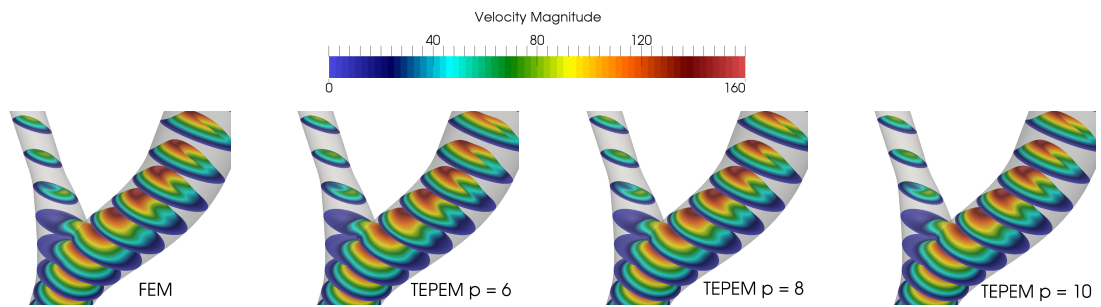 Velocity Magnitude
40 80 120
0 160
FEM
TEPEM p = 6
TEPEM p = 8
TEPEM p = 10